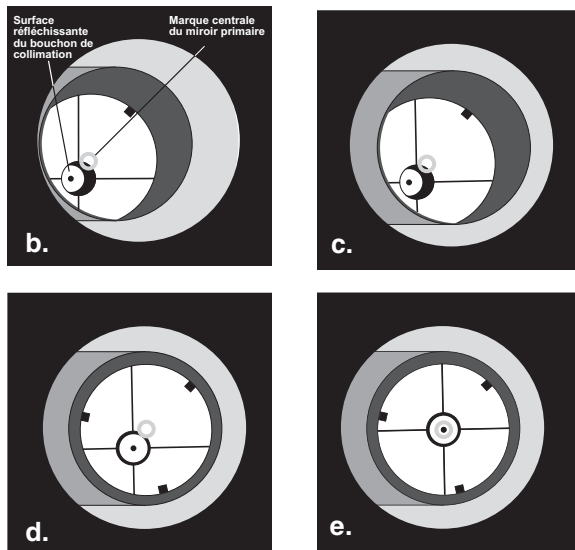 Surface
réfléchissante
du bouchon de
collimation
Marque centrale
du miroir primaire
b.
c.
d.
e.